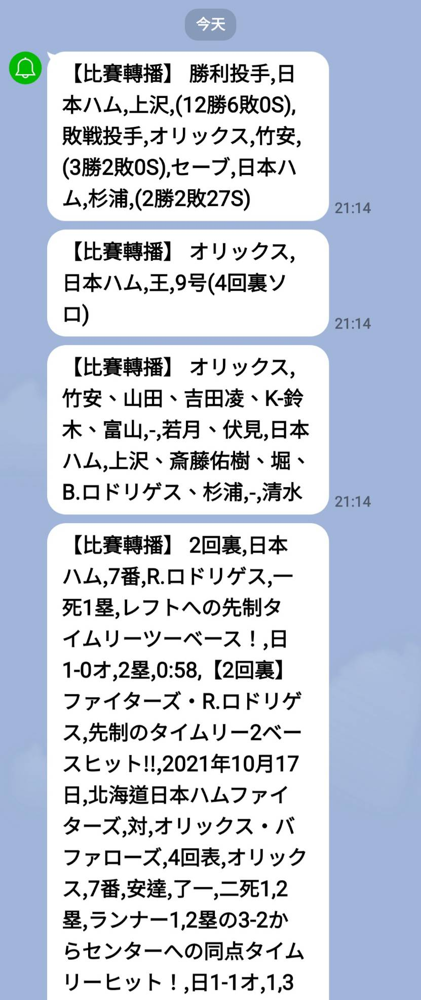 今天
【比賽轉播】 勝利投手,日
本ハム,上沢,(12勝6敗0S),
敗戦投手,オリックス,竹安,
(3勝2敗0S),セーブ,日本ハ
ム,杉浦,(2勝2敗27S)
21:14
【比賽轉播】 オリックス,
日本ハム,王,9号(4回裏ソ
ロ)
21:14
【比賽轉播】 オリックス,
竹安、山田、吉田凌、K-鈴
木、富山,-,若月、伏見,日本
ハム,上沢、斎藤佑樹、堀、
B.ロドリゲス、杉浦,-,清水
21:14
【比賽轉播】 2回裏,日本
ハム,7番,R.ロドリゲス,一
死1塁,レフトへの先制タ
イムリーツーベース！,日
1-0オ,2塁,0:58,【2回裏】
ファイターズ・R.ロドリゲ
ス,先制のタイムリー2ベー
スヒット!!,2021年10月17
日,北海道日本ハムファイ
ターズ,対,オリックス・バ
ファローズ,4回表,オリック
ス,7番,安達,了一,二死1,2
塁,ランナー1,2塁の3-2か
らセンターへの同点タイム
リーヒット！,日1-1オ,1,3